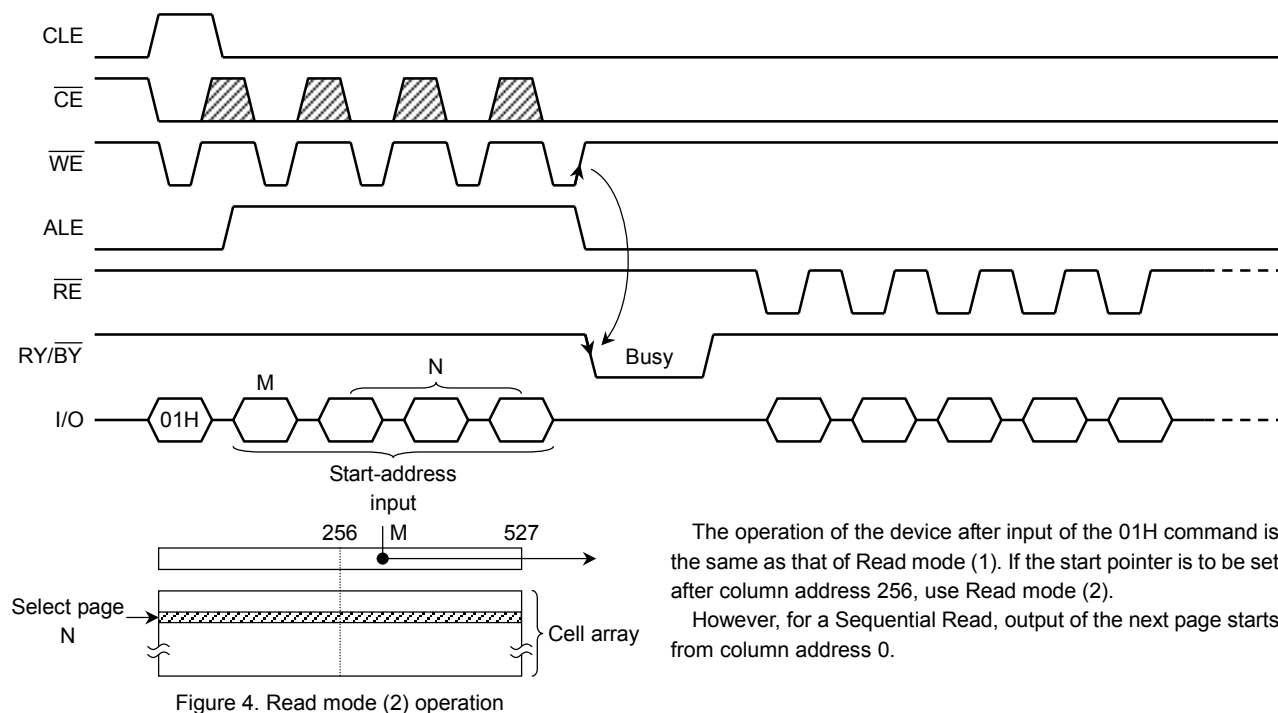 CLE
CE
WE
ALE
RE
RY/BY
Busy
M
N
I/O
01H
Start-address
input
256
M
527
Select page
N
Cell array
Figure 4. Read mode (2) operation
The operation of the device after input of the 01H command is
the same as that of Read mode (1). If the start pointer is to be set
after column address 256, use Read mode (2).
However, for a Sequential Read, output of the next page starts
from column address 0.